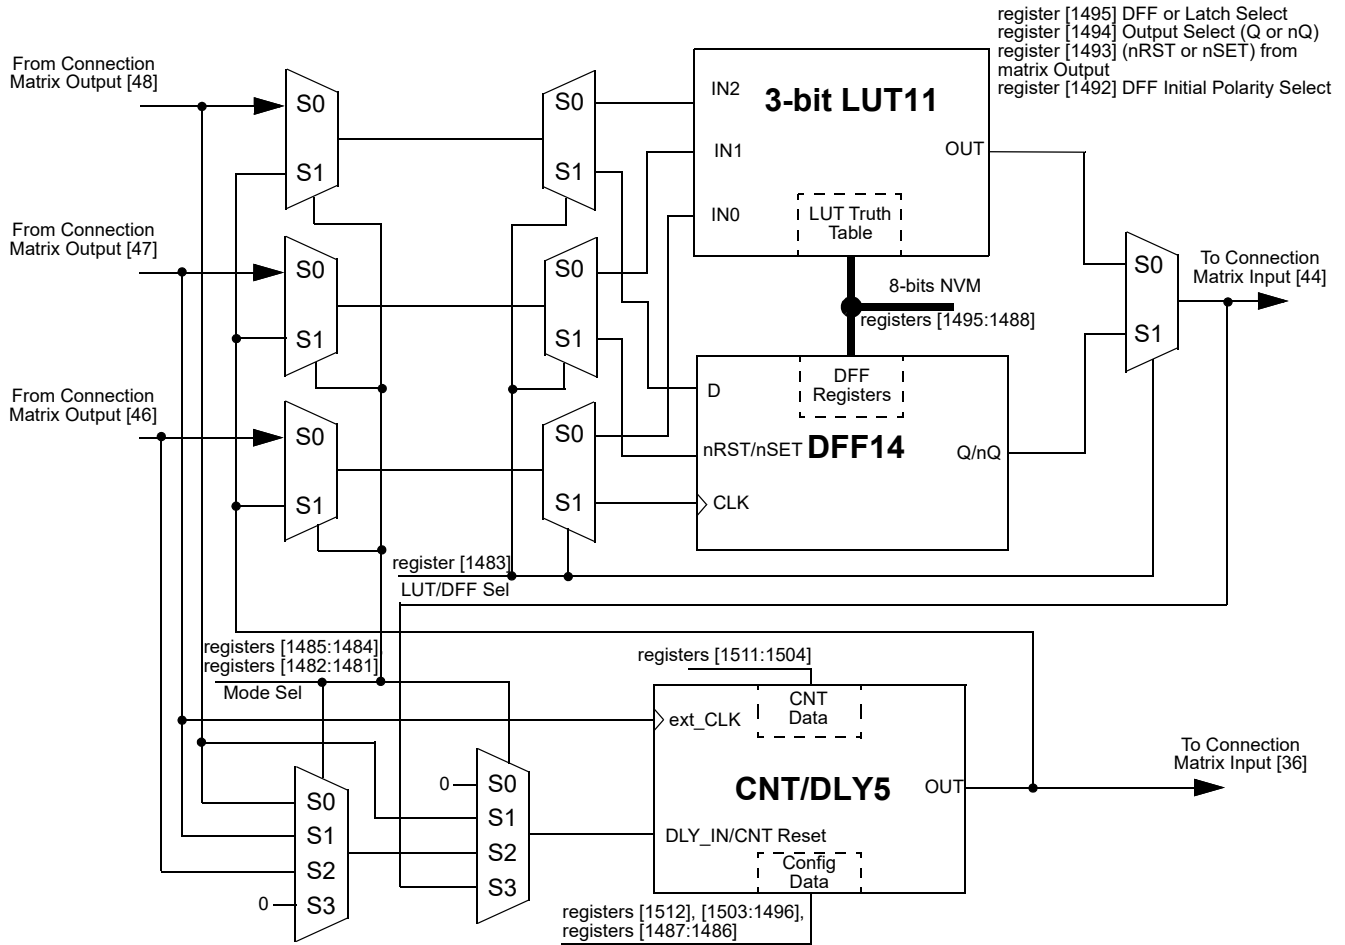 register [1495] DFF or Latch Select
register [1494] Output Select (Q or nQ)
register [1493] (nRST or nSET) from
matrix Output
register [1492] DFF Initial Polarity Select
From Connection
Matrix Output [48]
S0
S1
S0
S1
IN2
3-bit LUT11
IN1
OUT
IN0
LUT Truth
Table
From Connection
Matrix Output [47]
S0
S1
S0
S1
8-bits NVM
registers [1495:1488]
S0
S1
To Connection
Matrix Input [44]
From Connection
Matrix Output [46]
S0
S1
S0
S1
DFF
Registers
D
nRST/nSET
DFF14
Q/nQ
CLK
register [1483]
LUT/DFF Sel
registers [1485:1484],
registers [1482:1481]
Mode Sel
registers [1511:1504]
CNT
Data
ext_CLK
CNT/DLY5
OUT
To Connection
Matrix Input [36]
DLY_IN/CNT Reset
Config
Data
0
S0
S1
S2
S3
S0
S1
S2
0
S3
registers [1512], [1503:1496],
registers [1487:1486]